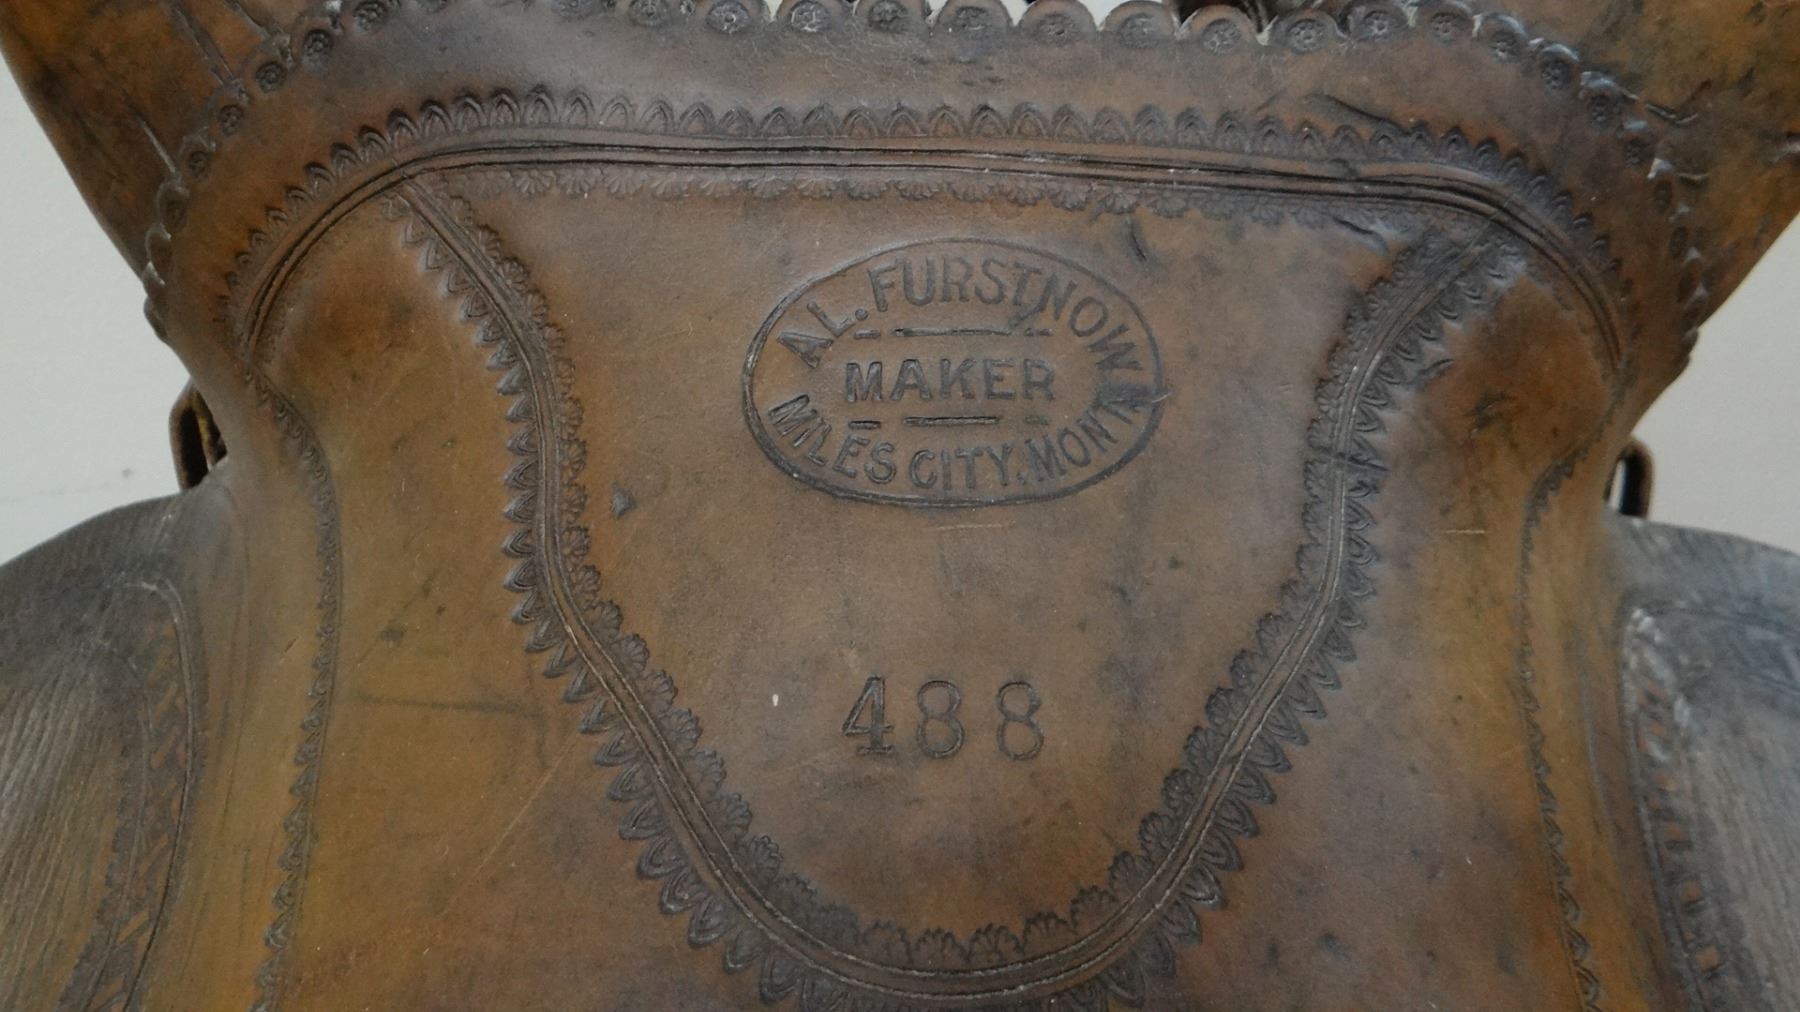 AL. FURSTNOW
MAKER
MILES CITY. MONT.
488